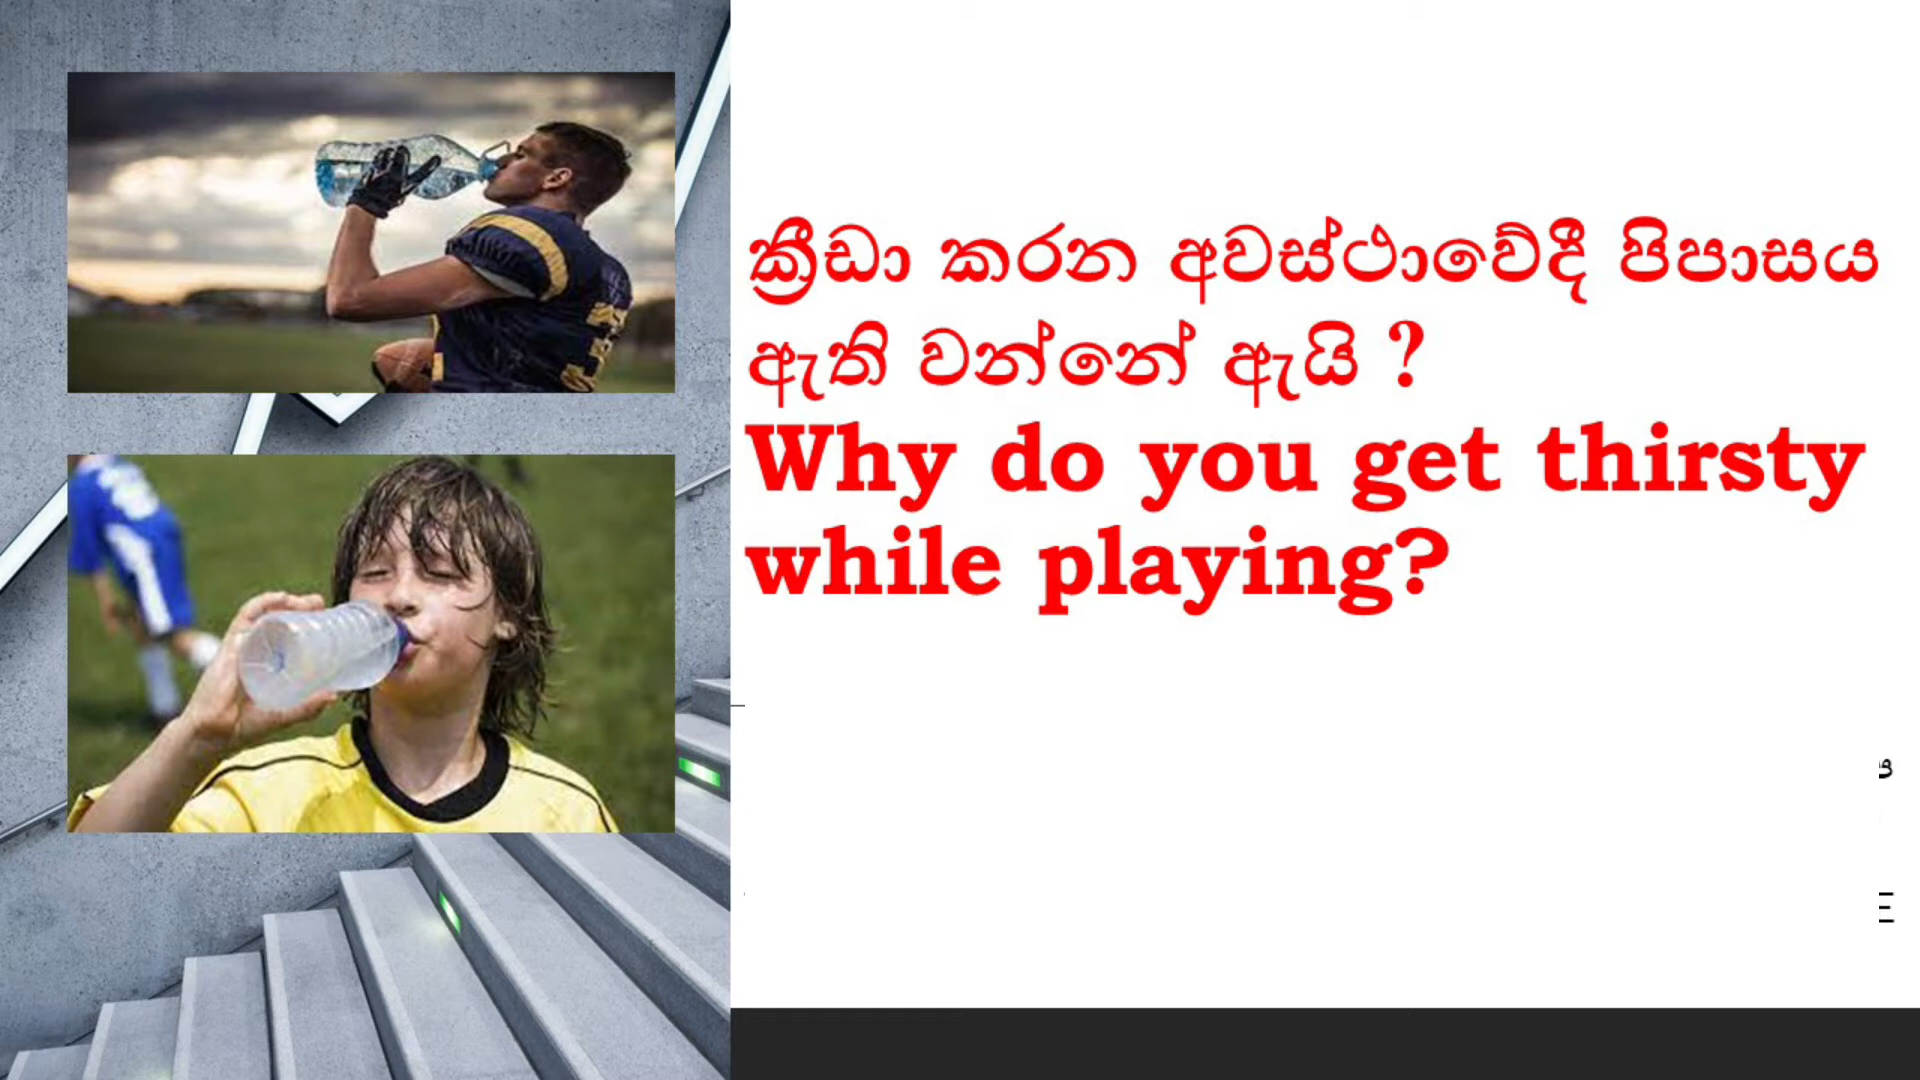 ක්‍රීඩා කරන අවස්ථාවේදී පිපාසය
ඇති වන්නේ ඇයි ?
Why do you get thirsty
while playing?